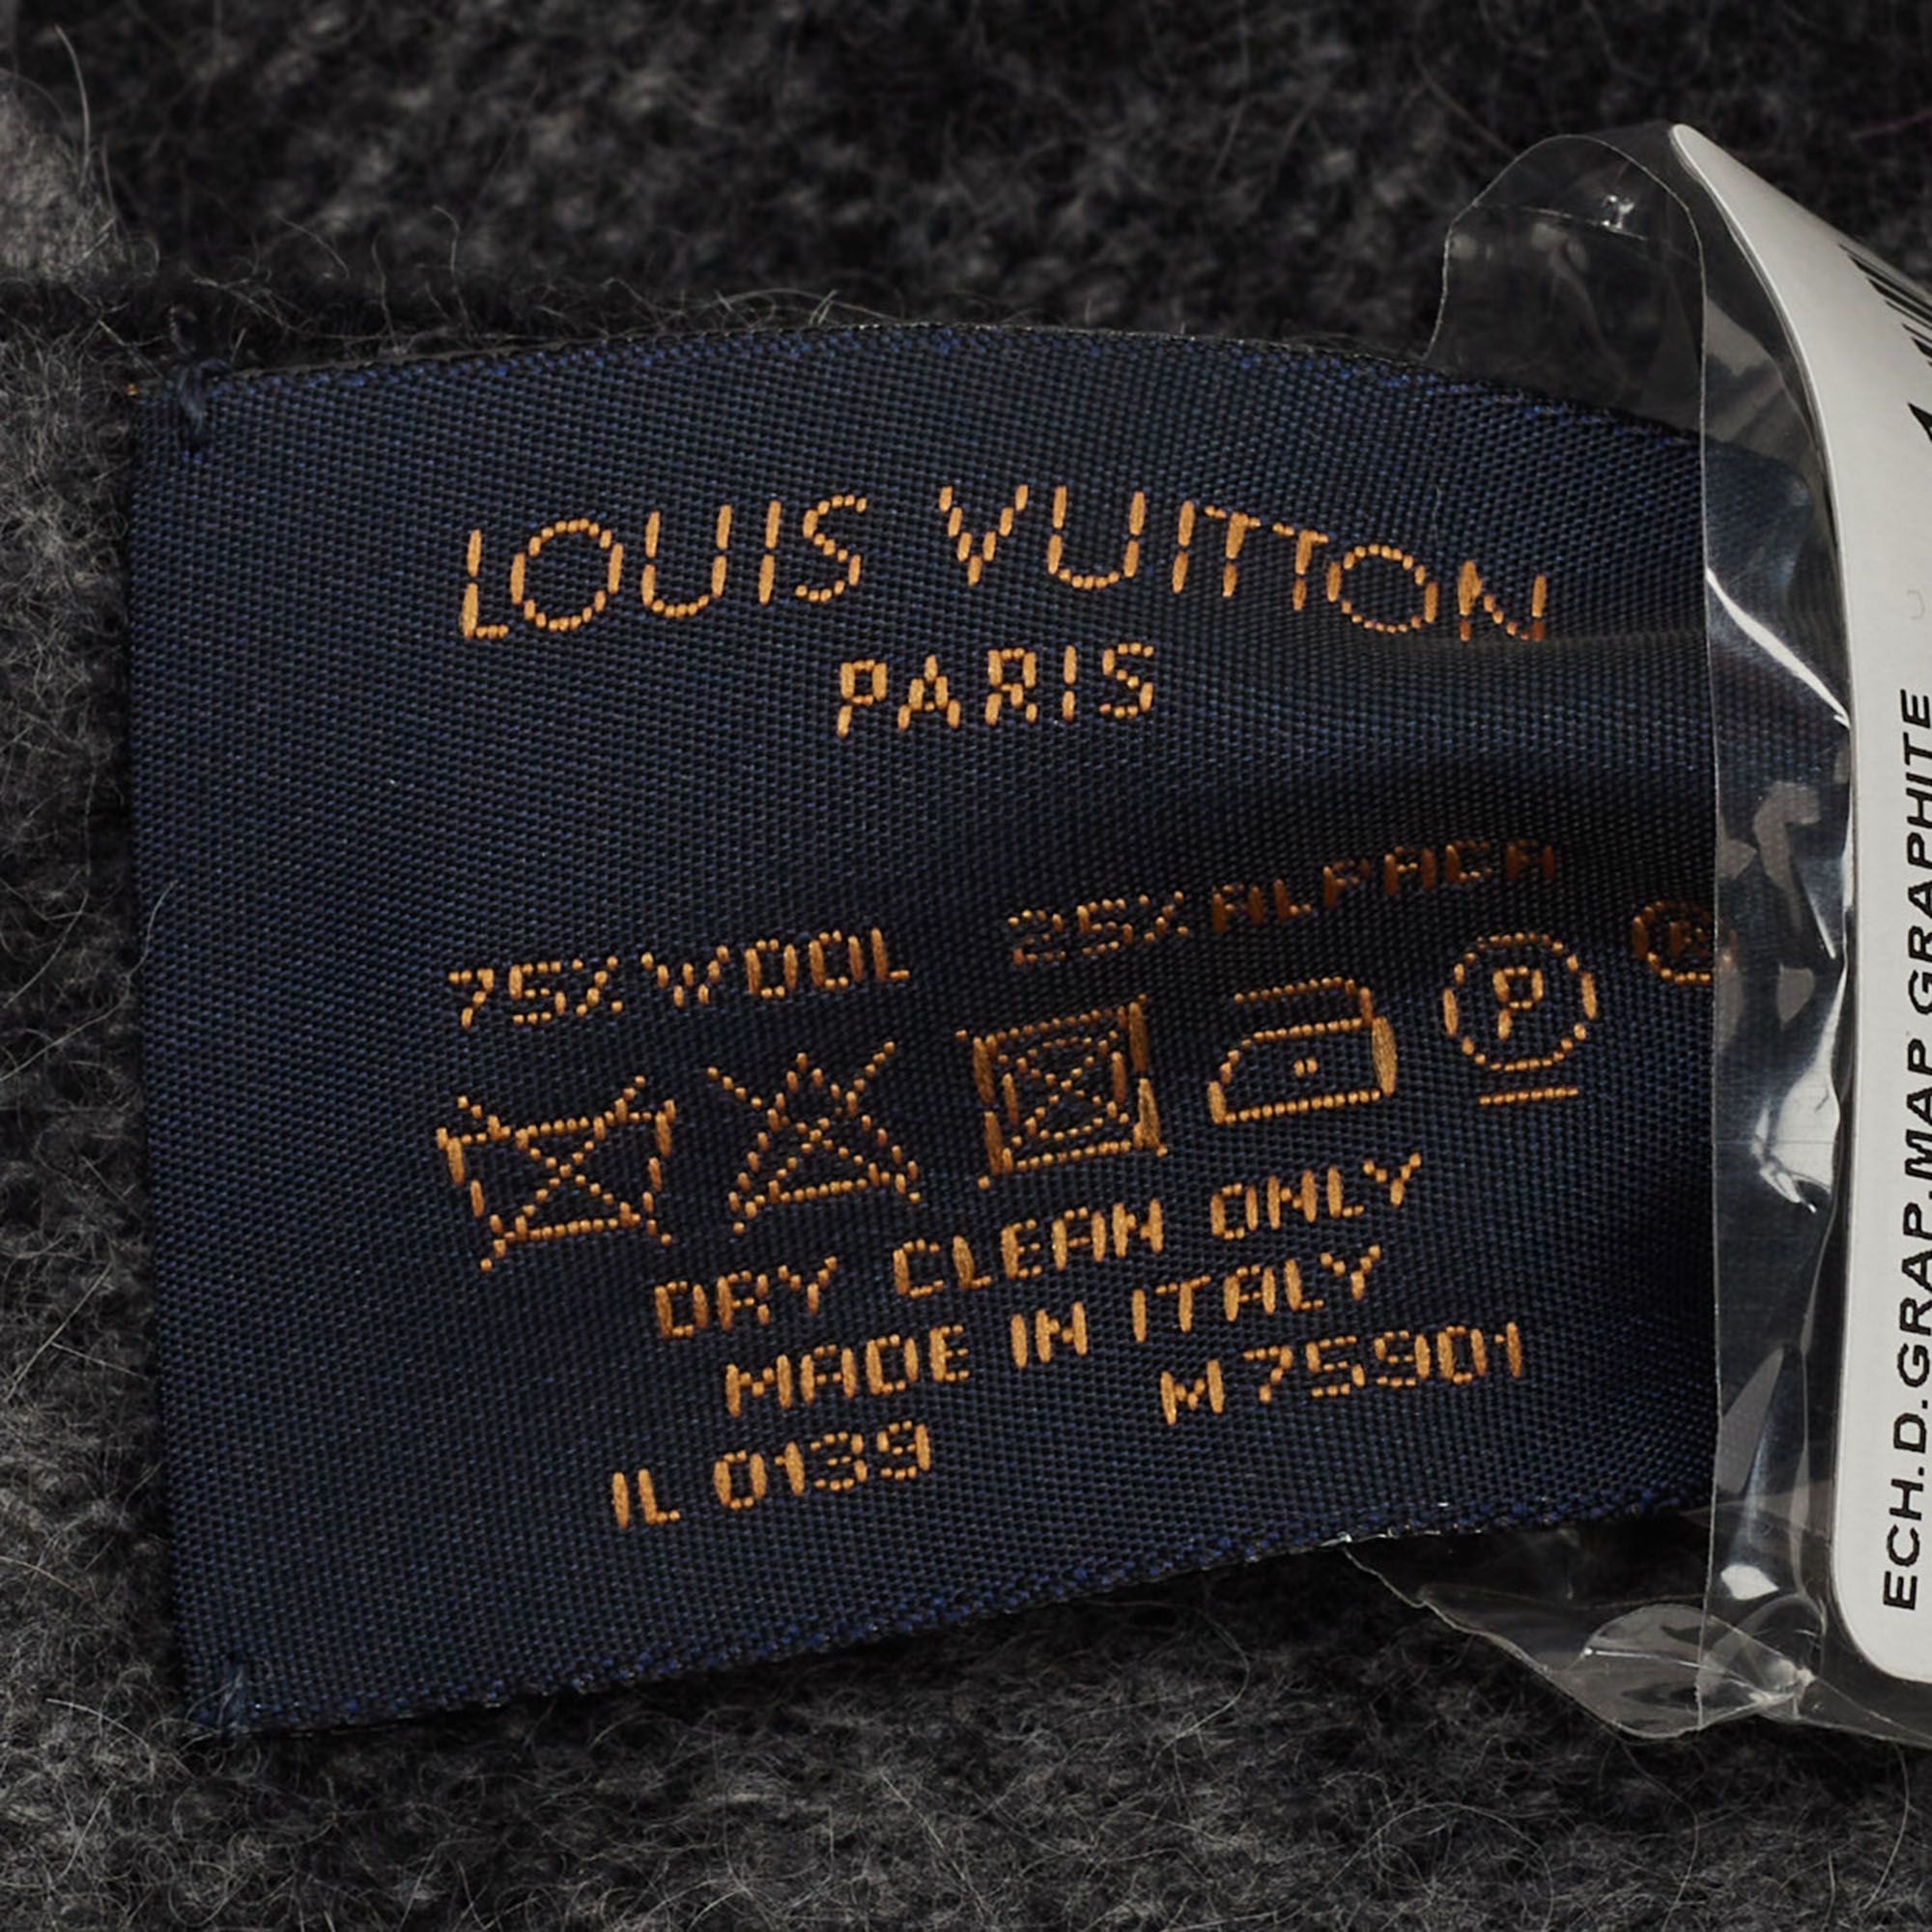 LOUIS VUITTON
PARIS
75% WOOL 25% ALPACA
P
®
DRY CLEAN ONLY
MADE IN ITALY
M75901
IL 0139
ECH.D.GRAP.MAP GRAPHITE